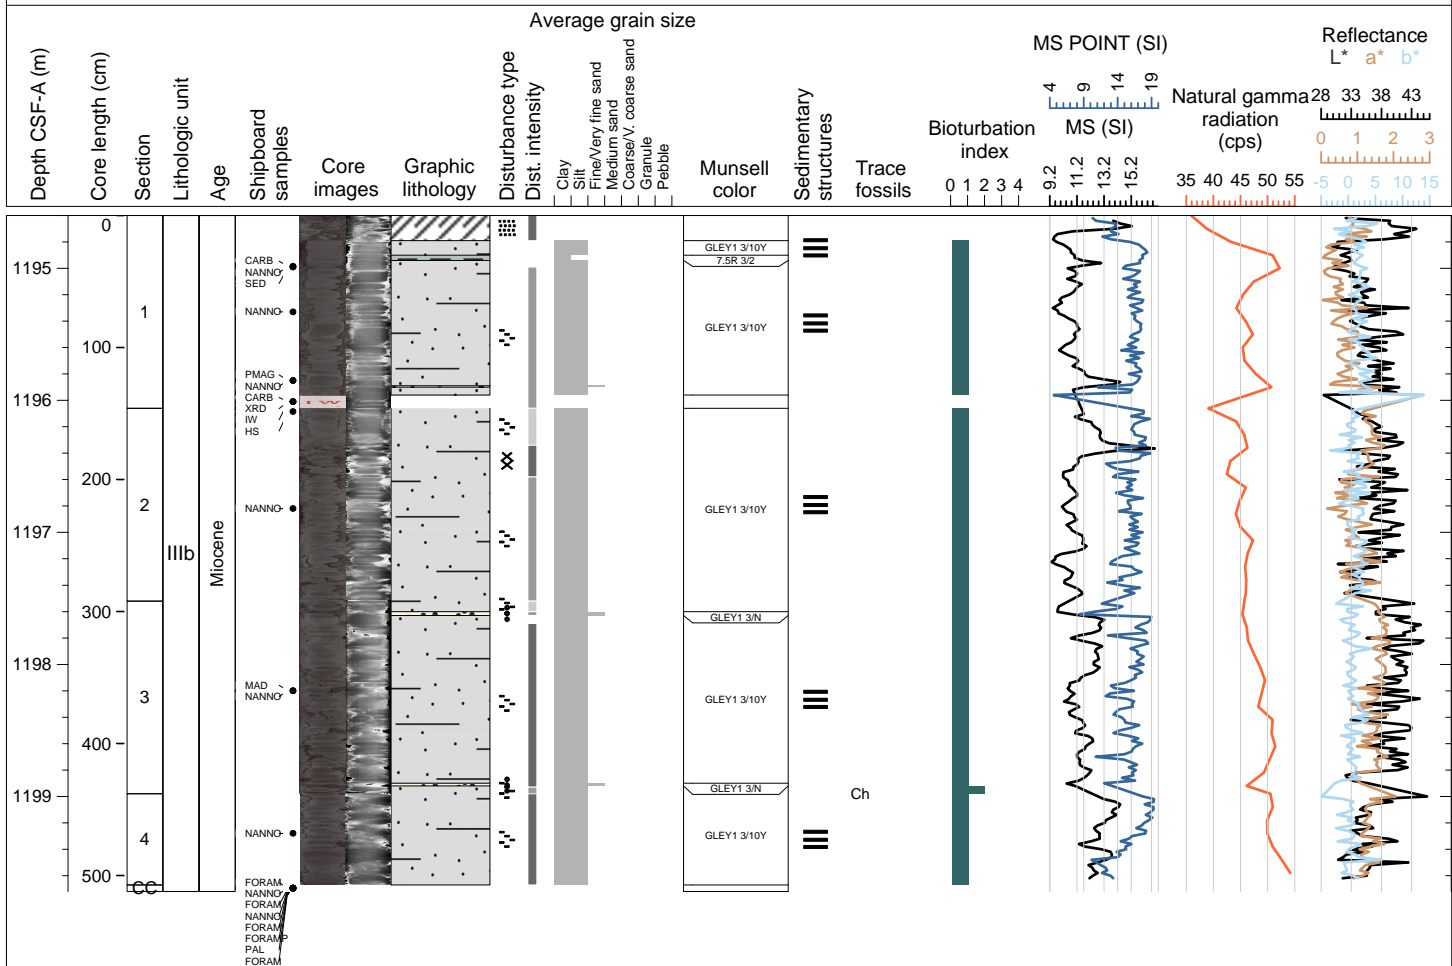 Average grain size
Depth CSF-A (m)
Core length (cm)
Section
Lithologic unit
Age
Shipboard samples
Core images
Graphic lithology
Disturbance type
Dist. intensity
Clay
Silt
Fine/Very fine sand
Medium sand
Coarse/V. coarse sand
Granule
Pebble
Munsell color
Sedimentary structures
Trace fossils
Bioturbation index
0 1 2 3 4
MS POINT (SI)
4 9 14 19
MS (SI)
9.2 11.2 13.2 15.2
Natural gamma radiation (cps)
35 40 45 50 55
Reflectance
L* a* b*
28 33 38 43
0 1 2 3
-5 0 5 10 15
0
100
200
300
400
500
1195
1196
1197
1198
1199
1
2
3
4
CC
IIIb
Miocene
CARB
NANNO
SED
NANNO
PMAG
NANNO
CARB
XRD
IW
HS
NANNO
MAD
NANNO
NANNO
FORAM
NANNO
FORAM
NANNO
FORAM
FORAMP
PAL
FORAM
I W
GLEY1 3/10Y
7.5R 3/2
GLEY1 3/10Y
GLEY1 3/10Y
GLEY1 3/N
GLEY1 3/10Y
GLEY1 3/N
GLEY1 3/10Y
Ch